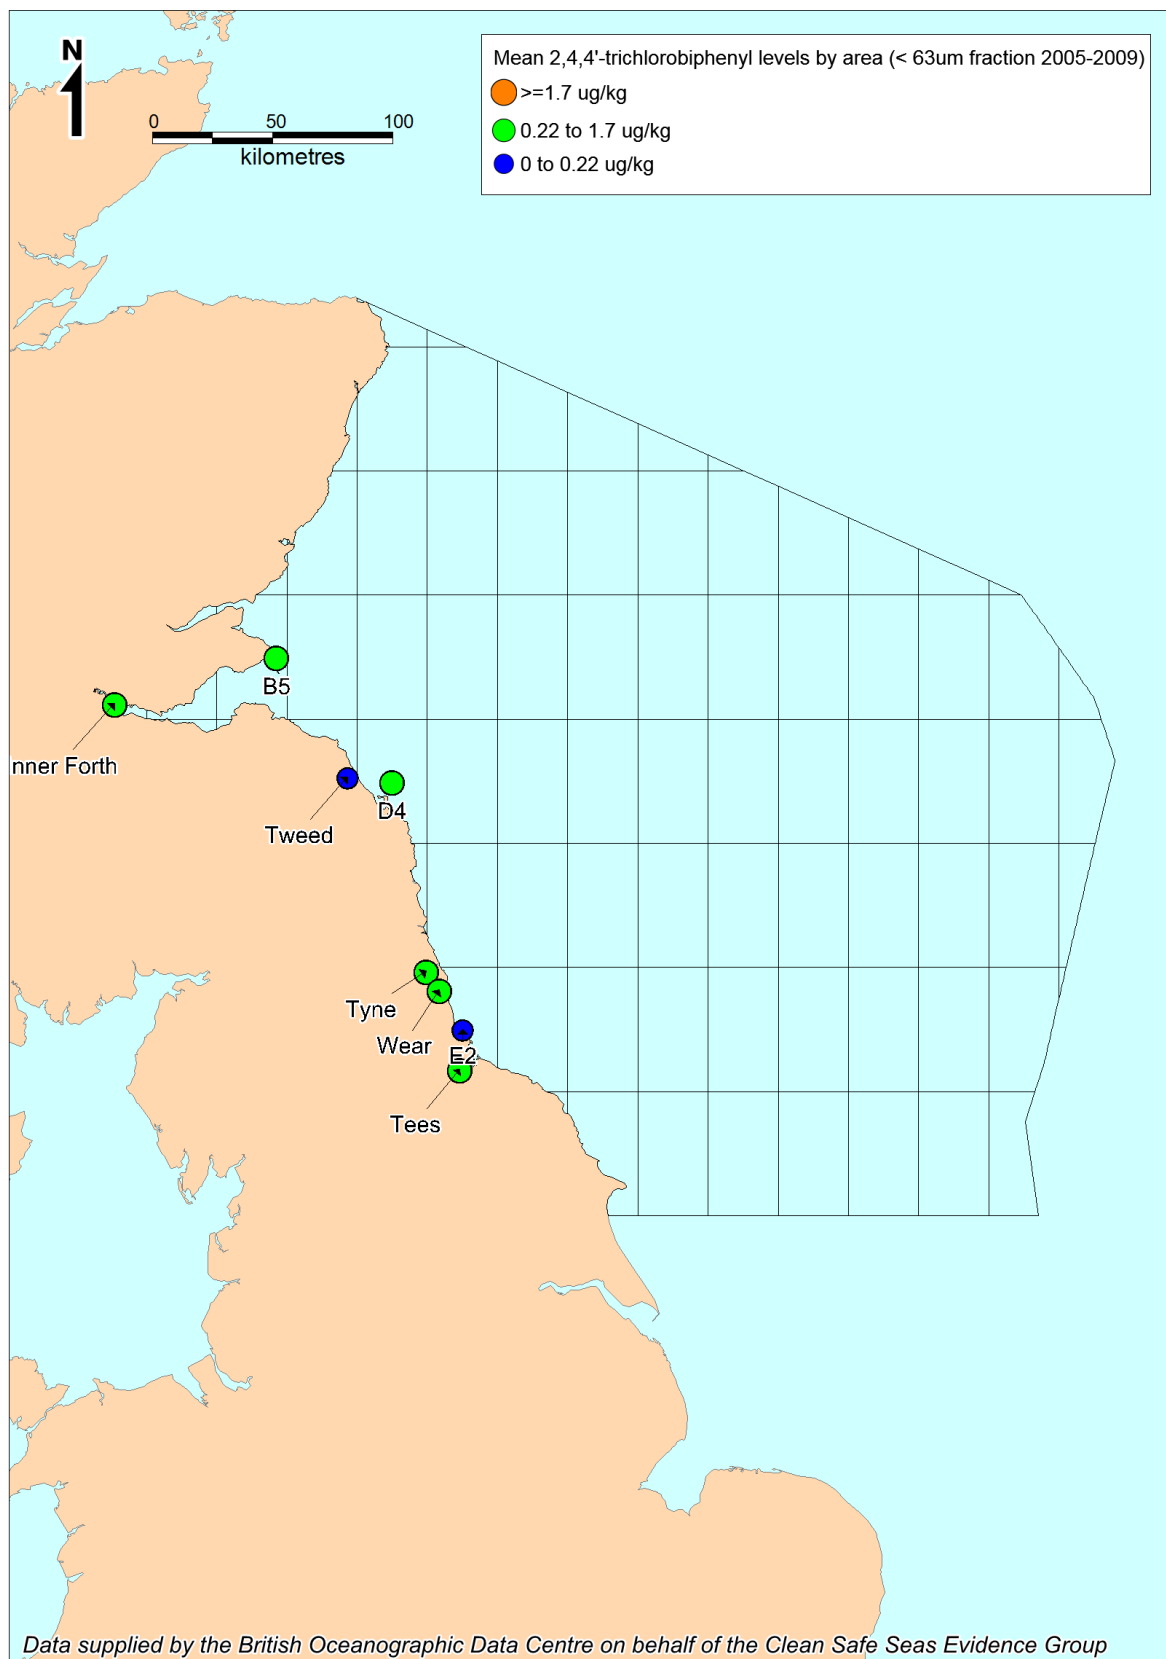 N
0 50 100
kilometres
Mean 2,4,4'-trichlorobiphenyl levels by area (< 63um fraction 2005-2009)
>=1.7 ug/kg
0.22 to 1.7 ug/kg
0 to 0.22 ug/kg
B5
nner Forth
D4
Tweed
Tyne
Wear
E2
Tees
Data supplied by the British Oceanographic Data Centre on behalf of the Clean Safe Seas Evidence Group